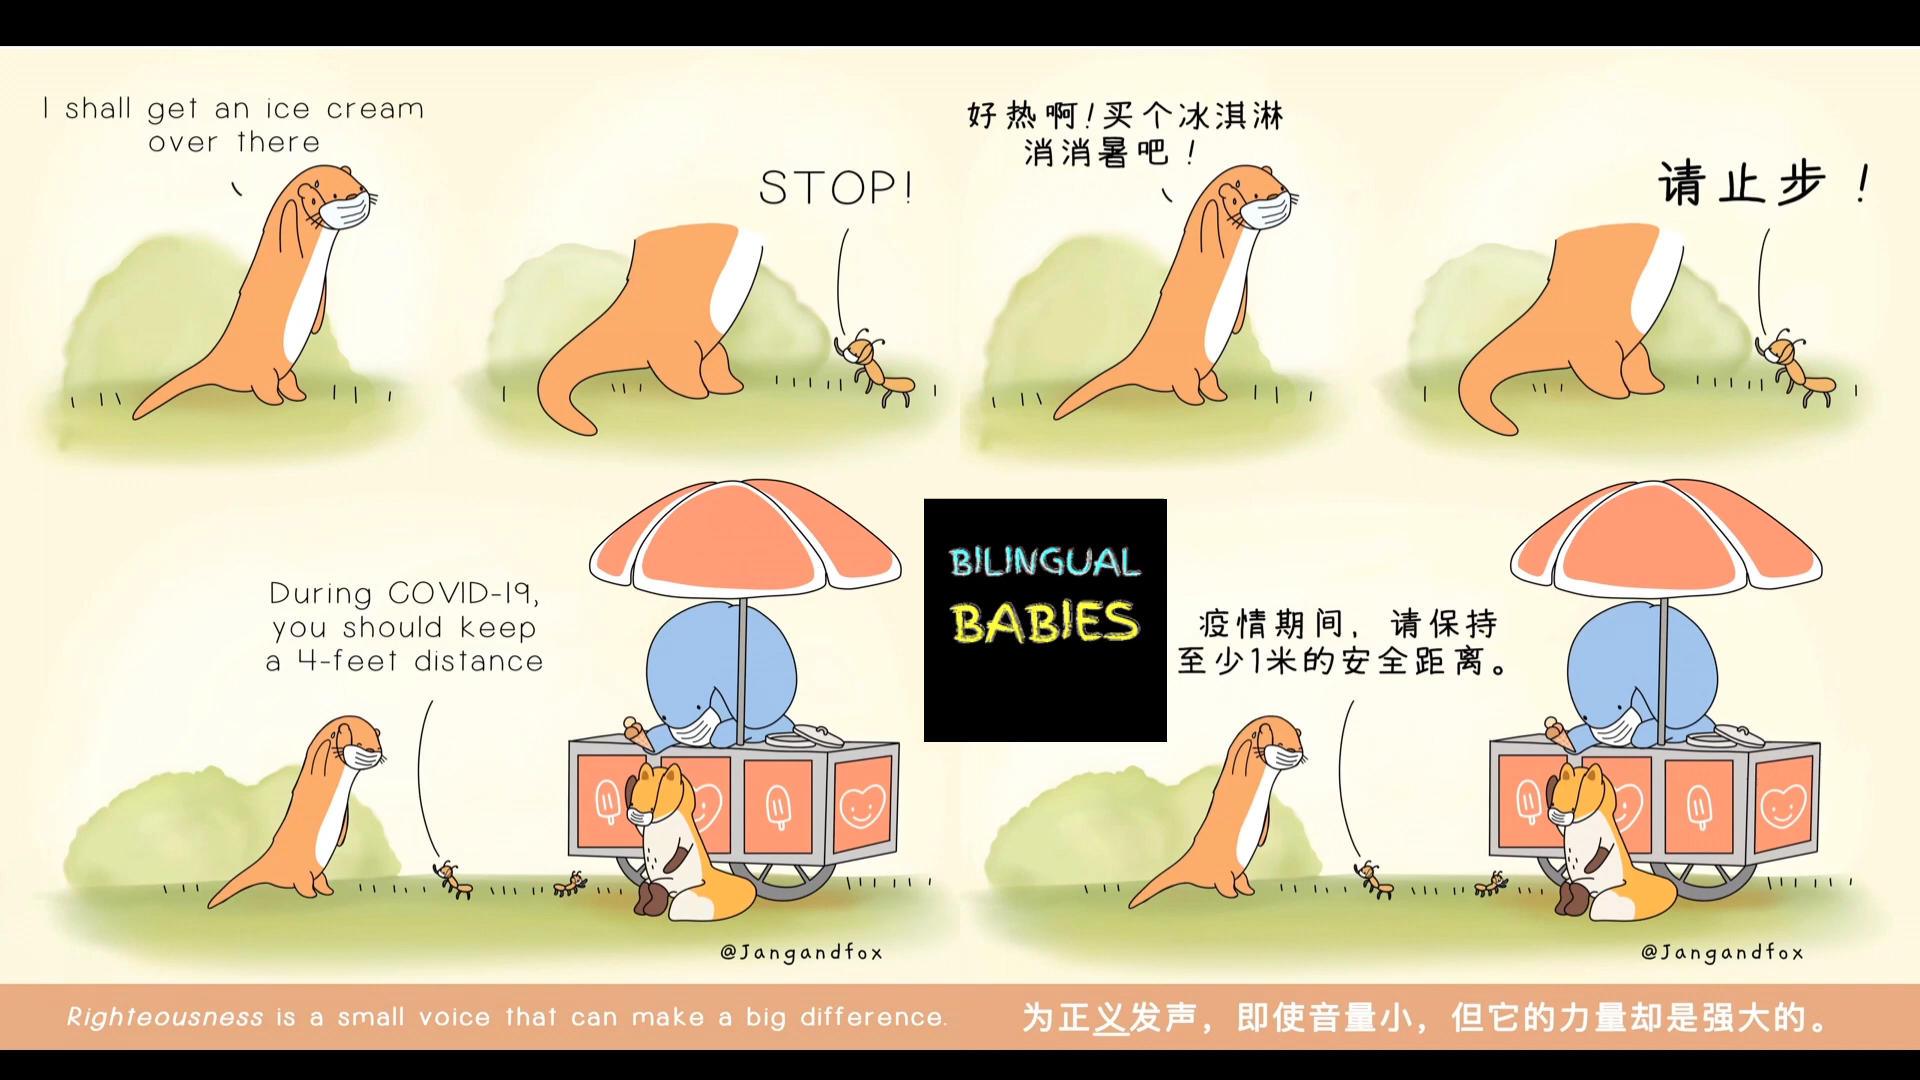 I shall get an ice cream
over there
STOP!
During COVID-19,
you should keep
a 4-feet distance
@Jangandfox
好热啊!买个冰淇淋
消消暑吧!
请止步!
BILINGUAL
BABIES
疫情期间,请保持
至少1米的安全距离。
@Jangandfox
Righteousness is a small voice that can make a big difference.
为正义发声,即使音量小,但它的力量却是强大的。